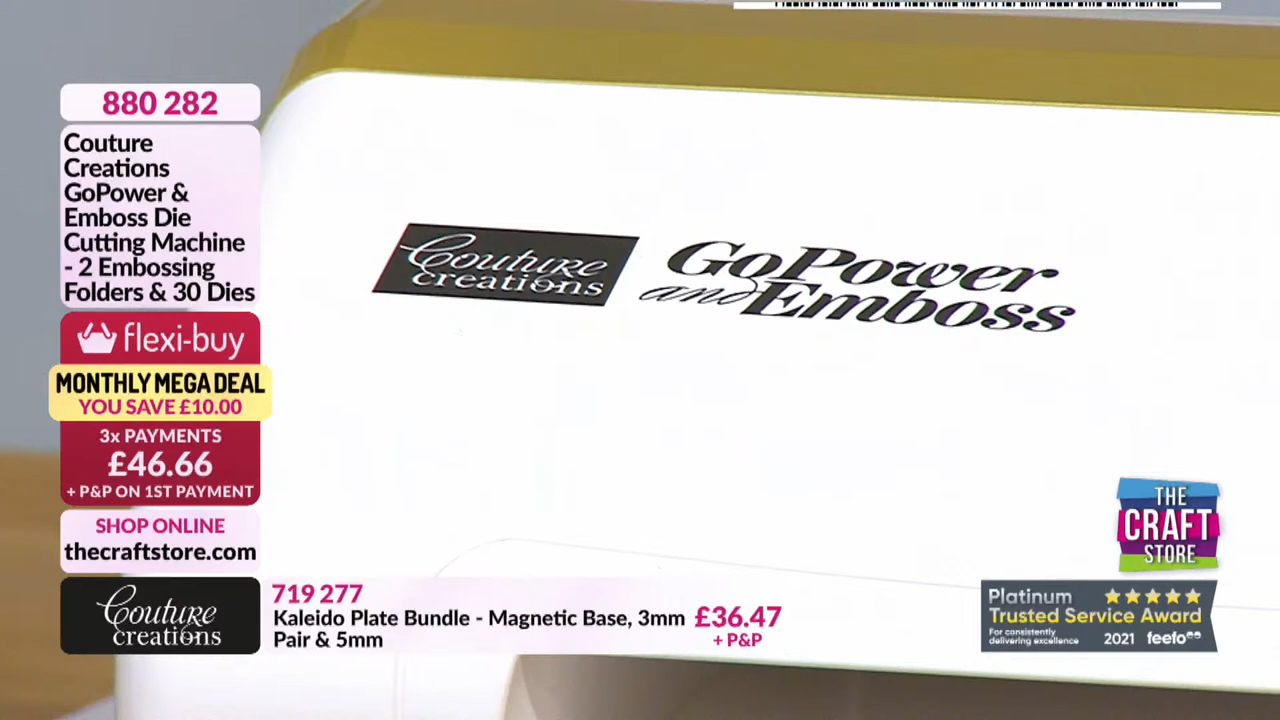 880 282
Couture
Creations
GoPower &
Emboss Die
Cutting Machine
- 2 Embossing
Folders & 30 Dies
flexi-buy
MONTHLY MEGA DEAL
YOU SAVE £10.00
3x PAYMENTS
£46.66
+ P&P ON 1ST PAYMENT
SHOP ONLINE
thecraftstore.com
Couture
creations
GoPower
and Emboss
Couture
creations
719 277
Kaleido Plate Bundle - Magnetic Base, 3mm
Pair & 5mm
£36.47
+ P&P
THE
CRAFT
STORE
Platinum
Trusted Service Award
For consistently
delivering excellence
2021 feefo